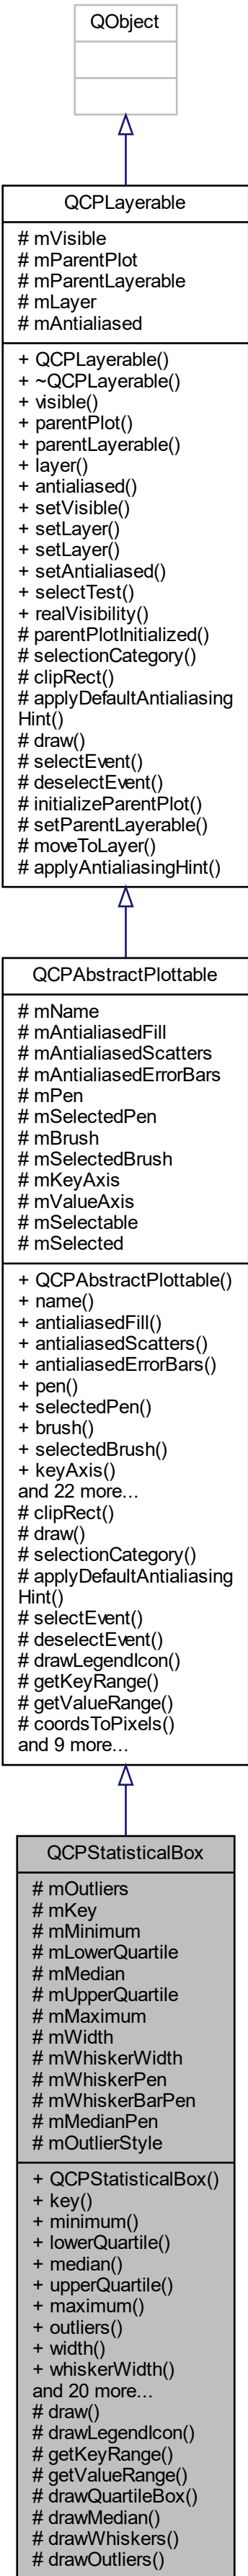 QObject
QCPLayerable
# mVisible
# mParentPlot
# mParentLayerable
# mLayer
# mAntialiased
+ QCPLayerable()
+ ~QCPLayerable()
+ visible()
+ parentPlot()
+ parentLayerable()
+ layer()
+ antialiased()
+ setVisible()
+ setLayer()
+ setLayer()
+ setAntialiased()
+ selectTest()
+ realVisibility()
# parentPlotInitialized()
# selectionCategory()
# clipRect()
# applyDefaultAntialiasing
Hint()
# draw()
# selectEvent()
# deselectEvent()
# initializeParentPlot()
# setParentLayerable()
# moveToLayer()
# applyAntialiasingHint()
QCPAbstractPlottable
# mName
# mAntialiasedFill
# mAntialiasedScatters
# mAntialiasedErrorBars
# mPen
# mSelectedPen
# mBrush
# mSelectedBrush
# mKeyAxis
# mValueAxis
# mSelectable
# mSelected
+ QCPAbstractPlottable()
+ name()
+ antialiasedFill()
+ antialiasedScatters()
+ antialiasedErrorBars()
+ pen()
+ selectedPen()
+ brush()
+ selectedBrush()
+ keyAxis()
and 22 more...
# clipRect()
# draw()
# selectionCategory()
# applyDefaultAntialiasing
Hint()
# selectEvent()
# deselectEvent()
# drawLegendIcon()
# getKeyRange()
# getValueRange()
# coordsToPixels()
and 9 more...
QCPStatisticalBox
# mOutliers
# mKey
# mMinimum
# mLowerQuartile
# mMedian
# mUpperQuartile
# mMaximum
# mWidth
# mWhiskerWidth
# mWhiskerPen
# mWhiskerBarPen
# mMedianPen
# mOutlierStyle
+ QCPStatisticalBox()
+ key()
+ minimum()
+ lowerQuartile()
+ median()
+ upperQuartile()
+ maximum()
+ outliers()
+ width()
+ whiskerWidth()
and 20 more...
# draw()
# drawLegendIcon()
# getKeyRange()
# getValueRange()
# drawQuartileBox()
# drawMedian()
# drawWhiskers()
# drawOutliers()